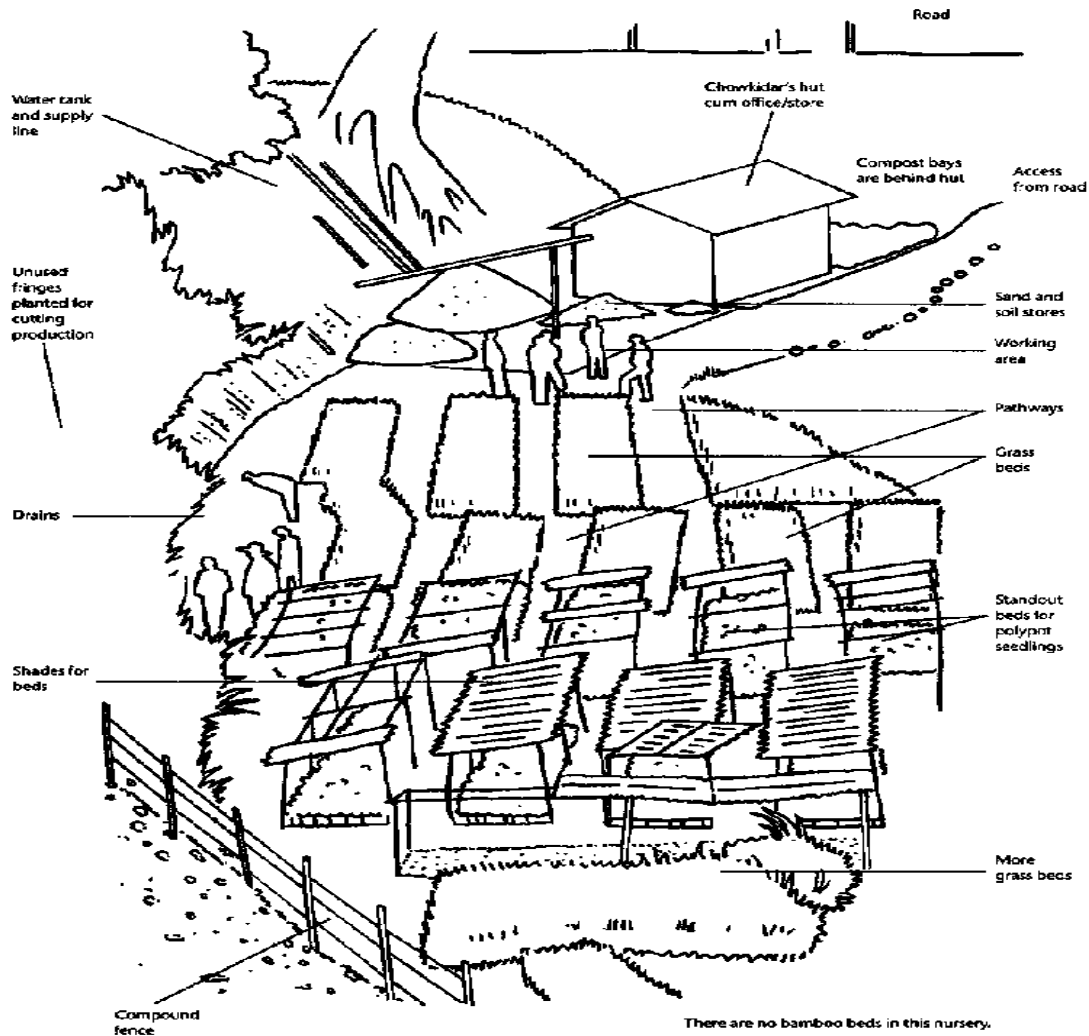 Road
Water tank
and supply
line
Chowkidar's hut
cum office/store
Compost bays
are behind hut
Access
from road
Unused
fringes
planted for
cutting
production
Sand and
soil stores
Working
area
Pathways
Grass
beds
Drains
Standout
beds for
polypot
seedlings
Shades for
beds
More
grass beds
Compound
fence
There are no bamboo beds in this nursery.